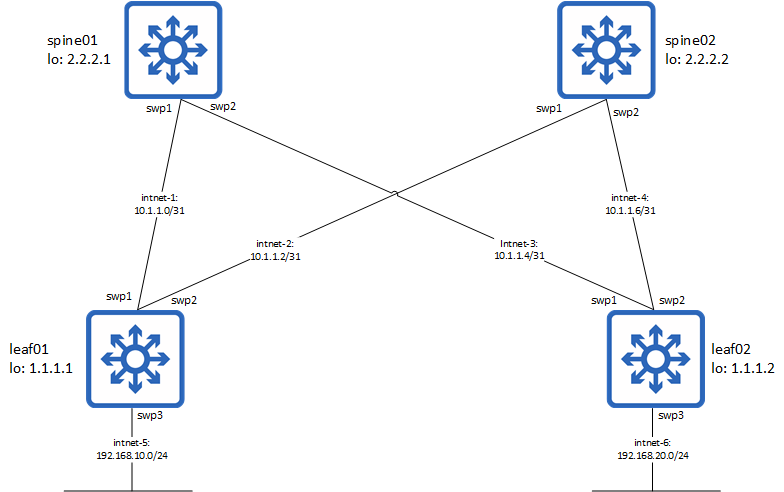 spine01
lo: 2.2.2.1
spine02
lo: 2.2.2.2
swp1
swp2
swp1
swp2
intnet-1:
10.1.1.0/31
intnet-4:
10.1.1.6/31
intnet-2:
10.1.1.2/31
Intnet-3:
10.1.1.4/31
swp1
swp2
swp1
swp2
leaf01
lo: 1.1.1.1
leaf02
lo: 1.1.1.2
swp3
swp3
intnet-5:
192.168.10.0/24
intnet-6:
192.168.20.0/24